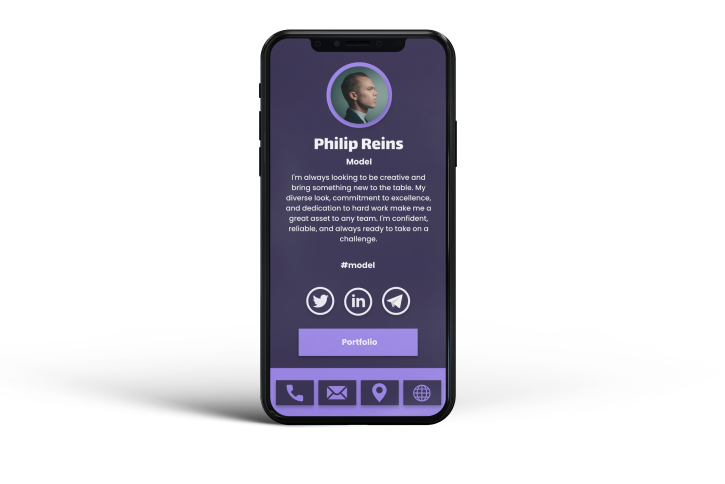 Philip Reins
Model
I'm always looking to be creative and
bring something new to the table. My
diverse look, commitment to excellence,
and dedication to hard work make me a
great asset to any team. I'm confident,
reliable, and always ready to take on a
challenge.
#model
in
Portfolio